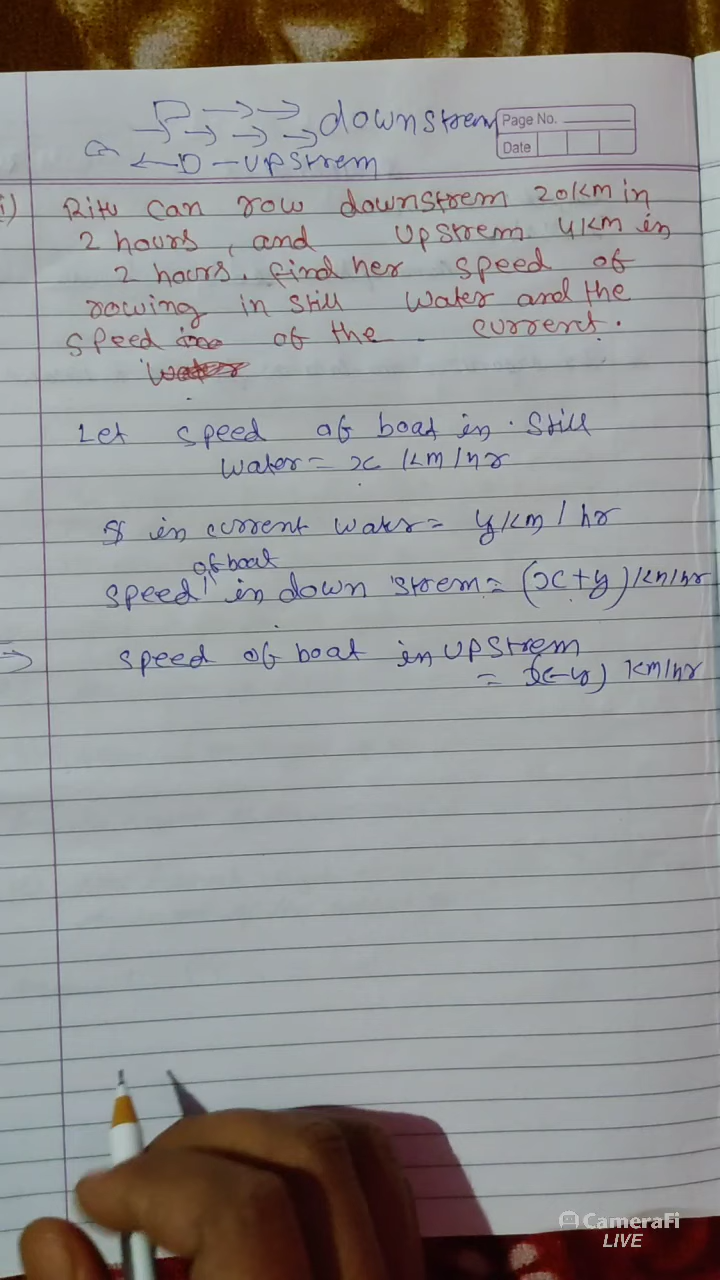 downstrem
Page No.
Date
← D - upstrem
i) Ritu can row downstrem 20km in
2 hours, and upstrem 4km in
2 hours. find her speed of
rowing in still water and the
speed of the current.
water
Let speed of boat in still
water = x km/hr
in current water = y km/hr
of boat
speed in down strem = (x+y) km/hr
→ speed of boat in upstrem
= (x-y) km/hr
CameraFi
LIVE